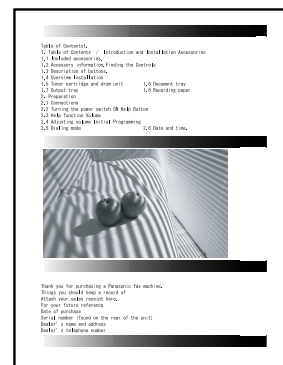 Table of Contents1.
1. Table of Contents / Introduction and Installation Accessories
1.1 Included accessories,
1.2 Accessors information,finding the Controls
1.3 Description of buttons,
1.4 Overview Installation
1.5 Toner cartridge and drum unit 1.6 Document tray
1.7 Output tray 1.8 Recording paper
2. Preparation
2.1 Connections
2.2 Turning the power switch ON Help Button
2.3 Help function Volume
2.4 Adjusting volume Initial Programming
2.5 Dialing mode 2.6 Date and time.
Thank you for purchasing a Panasonic fax machine.
Things you should keep a record of
Attach your sales receipt here.
For your future reference
Date of purchase
Serial number (found on the rear of the unit)
Dealer' s name and address
Dealer' s telephone number